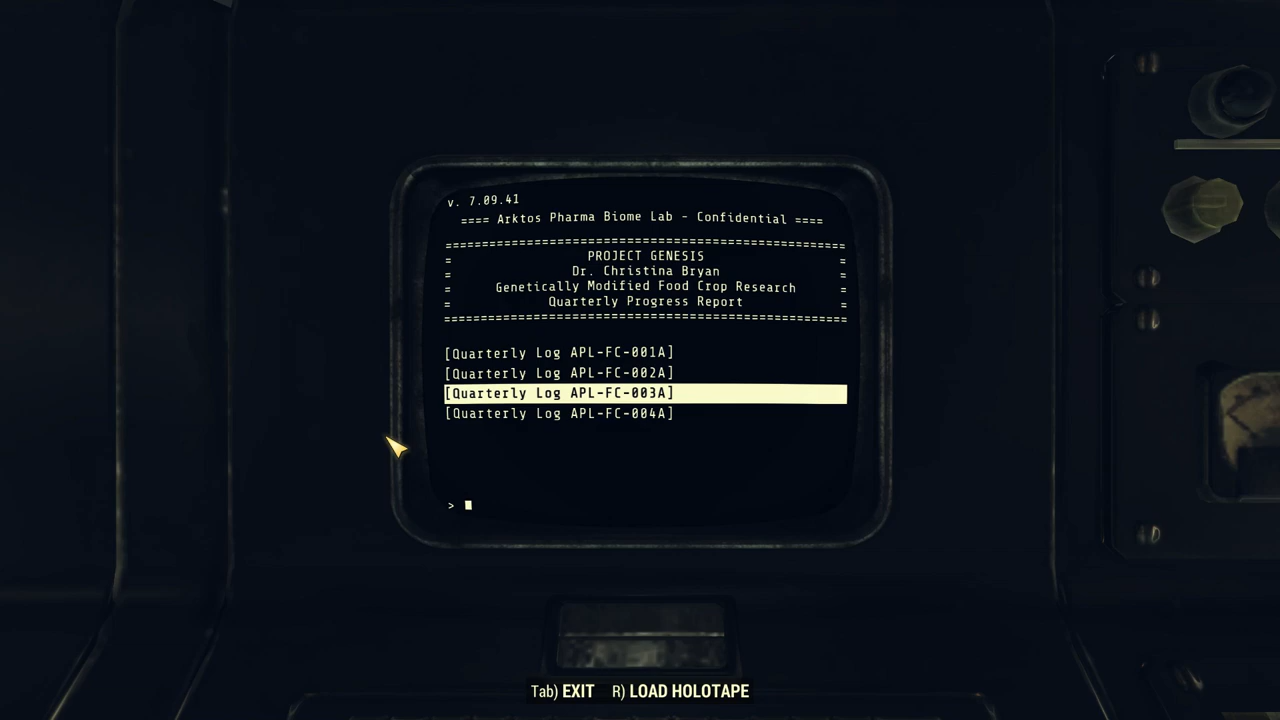 v. 7.09.41
==== Arktos Pharma Biome Lab - Confidential ====
==================================================
= PROJECT GENESIS =
= Dr. Christina Bryan =
= Genetically Modified Food Crop Research =
= Quarterly Progress Report =
==================================================
[Quarterly Log APL-FC-001A]
[Quarterly Log APL-FC-002A]
[Quarterly Log APL-FC-003A]
[Quarterly Log APL-FC-004A]
>
Tab) EXIT R) LOAD HOLOTAPE